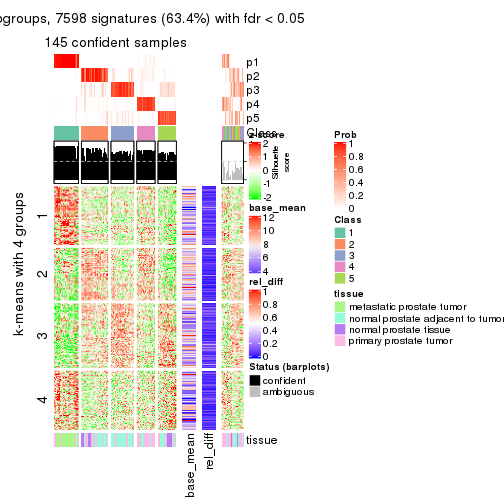 ogroups, 7598 signatures (63.4%) with fdr < 0.05
145 confident samples
p1
p2
p3
p4
p5
Class
Silhouette
score
1
2
3
4
k-means with 4 groups
tissue
base_mean
rel_diff
z-score
2
1
0
-1
-2
base_mean
12
10
8
6
4
rel_diff
1
0.8
0.6
0.4
0.2
0
Status (barplots)
confident
ambiguous
Prob
1
0.8
0.6
0.4
0.2
0
Class
1
2
3
4
5
tissue
metastatic prostate tumor
normal prostate adjacent to tumor
normal prostate tissue
primary prostate tumor